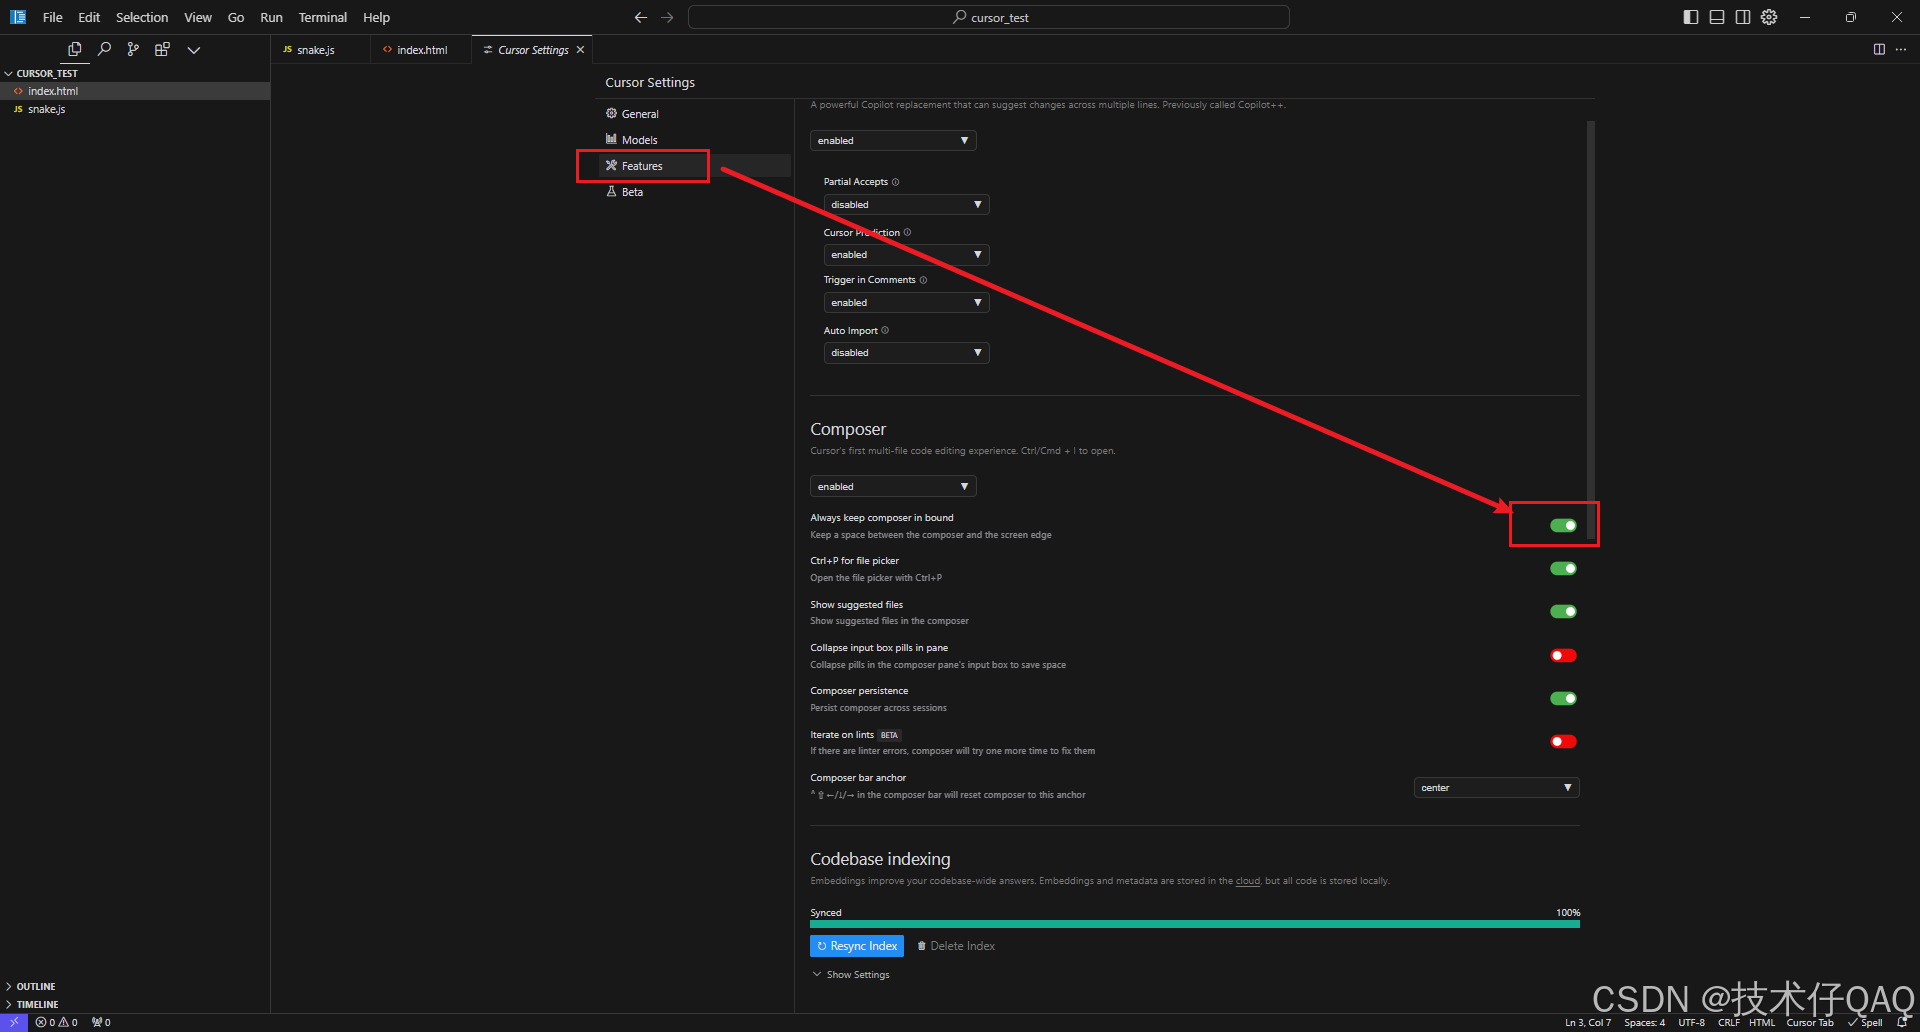 File Edit Selection View Go Run Terminal Help
cursor_test
JS snake.js
<> index.html
Cursor Settings
CURSOR_TEST
<> index.html
JS snake.js
Cursor Settings
General
Models
Features
Beta
A powerful Copilot replacement that can suggest changes across multiple lines. Previously called Copilot++.
enabled
Partial Accepts
disabled
Cursor Prediction
enabled
Trigger in Comments
enabled
Auto Import
disabled
Composer
Cursor's first multi-file code editing experience. Ctrl/Cmd + I to open.
enabled
Always keep composer in bound
Keep a space between the composer and the screen edge
Ctrl+P for file picker
Open the file picker with Ctrl+P
Show suggested files
Show suggested files in the composer
Collapse input box pills in pane
Collapse pills in the composer pane's input box to save space
Composer persistence
Persist composer across sessions
Iterate on lints BETA
If there are linter errors, composer will try one more time to fix them
Composer bar anchor
^⇧←/↓/→ in the composer bar will reset composer to this anchor
center
Codebase indexing
Embeddings improve your codebase-wide answers. Embeddings and metadata are stored in the cloud, but all code is stored locally.
Synced 100%
Resync Index Delete Index
Show Settings
OUTLINE
TIMELINE
0 0 0
Ln 3, Col 7 Spaces: 4 UTF-8 CRLF HTML Cursor Tab Spell
CSDN @技术仔QAQ